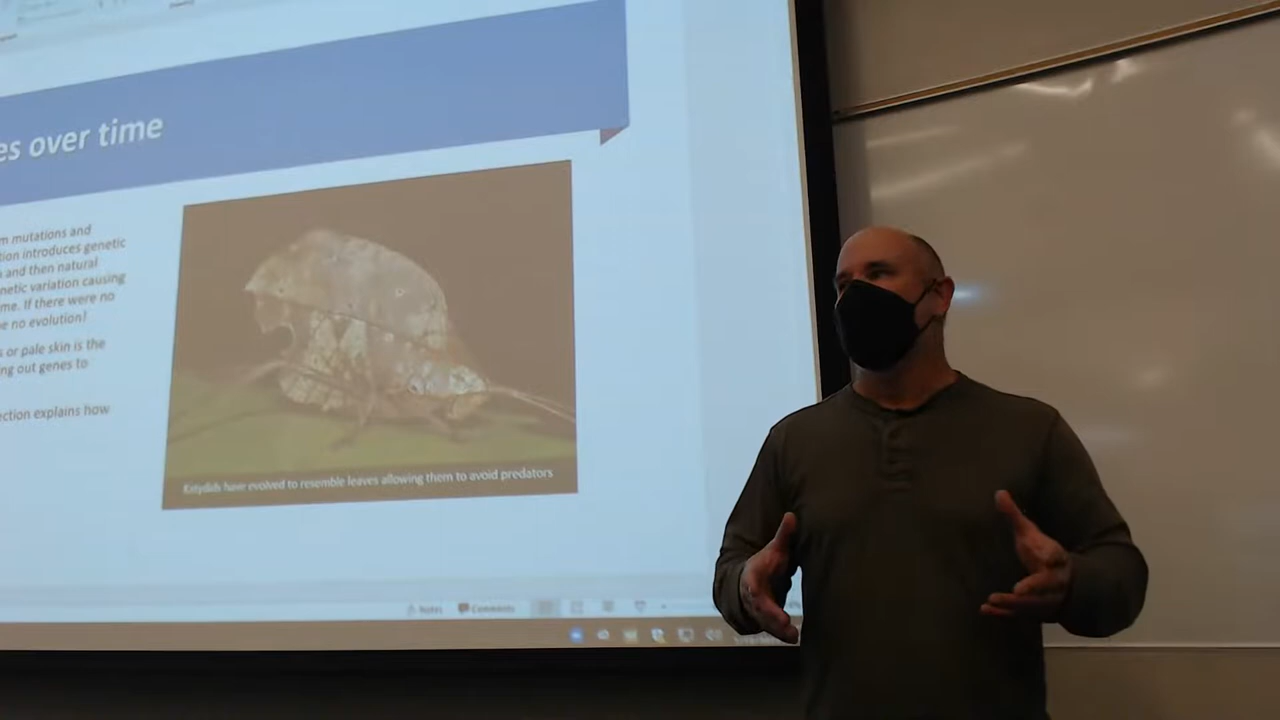 es over time
m mutations and
tion introduces genetic
and then natural
netic variation causing
me. If there were no
e no evolution!
s or pale skin is the
ng out genes to
ection explains how
Katydids have evolved to resemble leaves allowing them to avoid predators
Notes
Comments